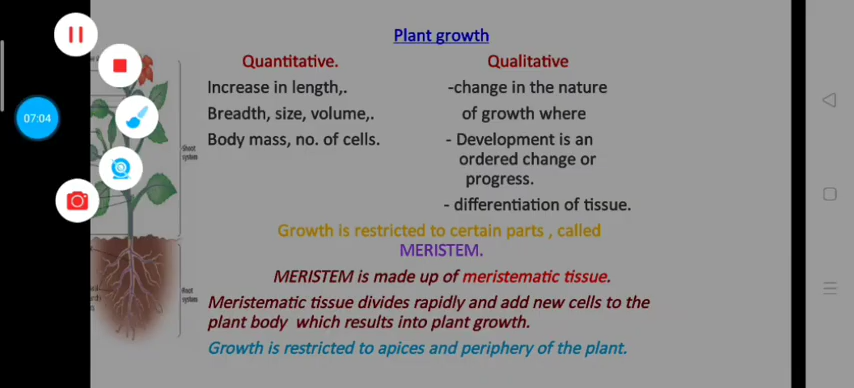 Plant growth
Quantitative.
Qualitative
Increase in length,.
-change in the nature
Breadth, size, volume,.
of growth where
Body mass, no. of cells.
- Development is an
ordered change or
progress.
- differentiation of tissue.
Growth is restricted to certain parts , called
MERISTEM.
MERISTEM is made up of meristematic tissue.
Meristematic tissue divides rapidly and add new cells to the
plant body which results into plant growth.
Growth is restricted to apices and periphery of the plant.
07:04
Shoot
system
Root
system